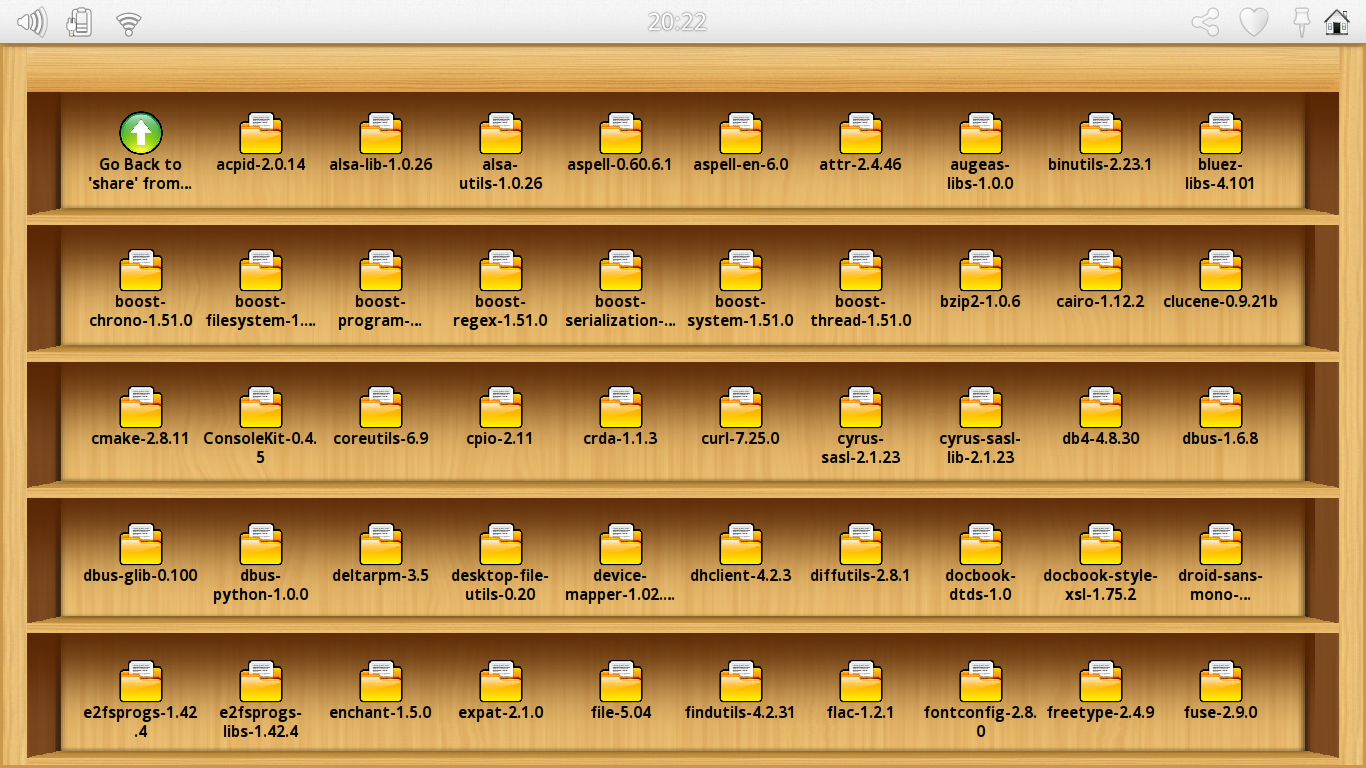 20:22
Go Back to
'share' from...
acpid-2.0.14
alsa-lib-1.0.26
alsa-
utils-1.0.26
aspell-0.60.6.1
aspell-en-6.0
attr-2.4.46
augeas-
libs-1.0.0
binutils-2.23.1
bluez-
libs-4.101
boost-
chrono-1.51.0
boost-
filesystem-1....
boost-
program-...
boost-
regex-1.51.0
boost-
serialization-...
boost-
system-1.51.0
boost-
thread-1.51.0
bzip2-1.0.6
cairo-1.12.2
clucene-0.9.21b
cmake-2.8.11
ConsoleKit-0.4.
5
coreutils-6.9
cpio-2.11
crda-1.1.3
curl-7.25.0
cyrus-
sasl-2.1.23
cyrus-sasl-
lib-2.1.23
db4-4.8.30
dbus-1.6.8
dbus-glib-0.100
dbus-
python-1.0.0
deltarpm-3.5
desktop-file-
utils-0.20
device-
mapper-1.02....
dhclient-4.2.3
diffutils-2.8.1
docbook-
dtds-1.0
docbook-style-
xsl-1.75.2
droid-sans-
mono-...
e2fsprogs-1.42
.4
e2fsprogs-
libs-1.42.4
enchant-1.5.0
expat-2.1.0
file-5.04
findutils-4.2.31
flac-1.2.1
fontconfig-2.8.
0
freetype-2.4.9
fuse-2.9.0